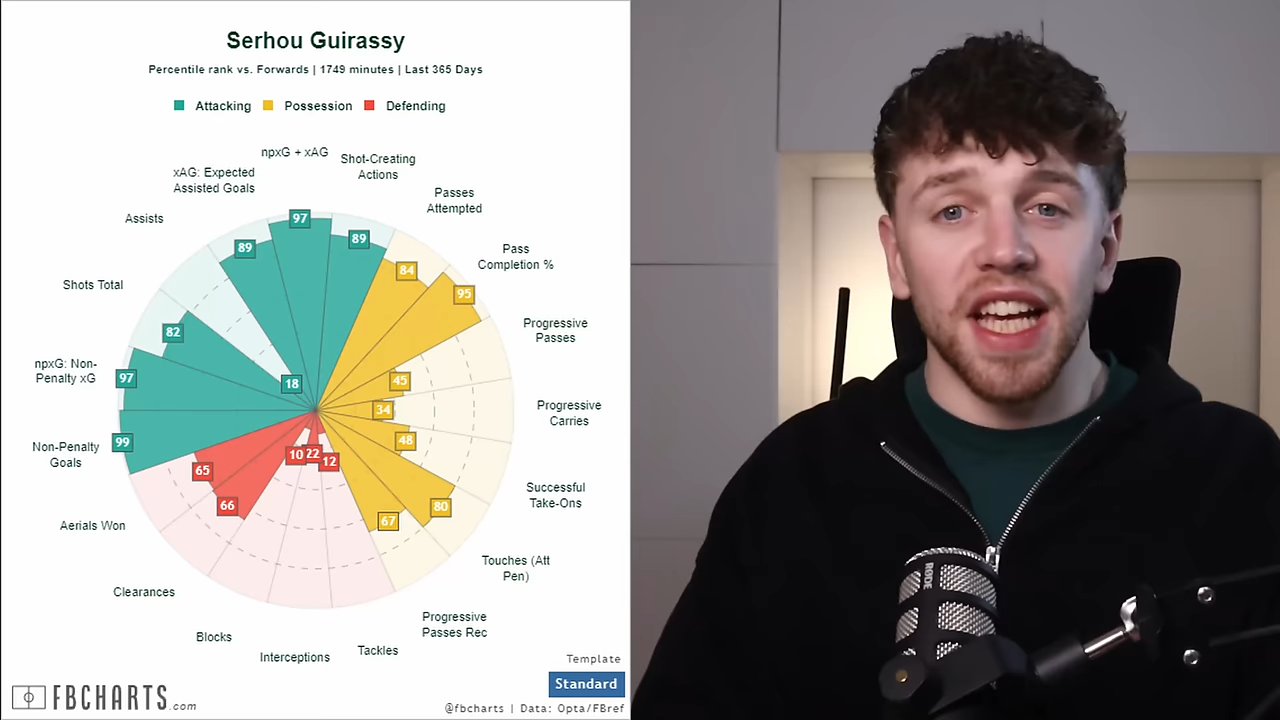 Serhou Guirassy
Percentile rank vs. Forwards | 1749 minutes | Last 365 Days
Attacking Possession Defending
npxG + xAG
Shot-Creating
Actions
xAG: Expected
Assisted Goals
Passes
Attempted
Assists
Pass
Completion %
Shots Total
Progressive
Passes
npxG: Non-
Penalty xG
Progressive
Carries
Non-Penalty
Goals
Successful
Take-Ons
Aerials Won
Touches (Att
Pen)
Clearances
Progressive
Passes Rec
Blocks
Interceptions
Tackles
97
89
89
84
95
82
45
97
18
34
99
48
65
10
22
12
66
80
67
Template
Standard
FBCHARTS.com
@fbcharts | Data: Opta/FBref
RØDE